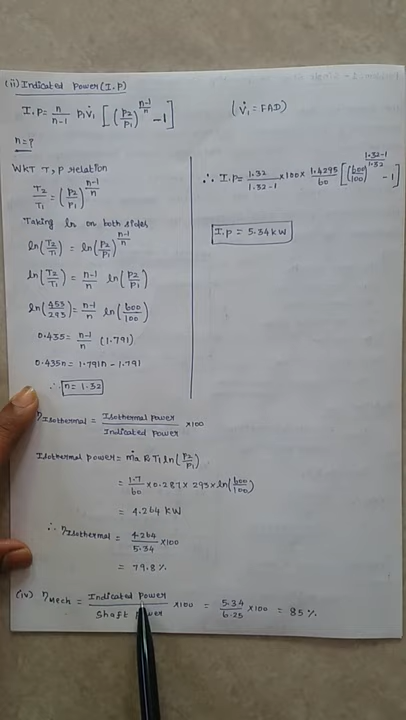 (ii) Indicated power (I.P)
I.P = n/n-1 P₁V̇₁ [(P₂/P₁)^(n-1/n) - 1] (V̇₁ = FAD)
n=?
WKT T, P relation
T₂/T₁ = (P₂/P₁)^(n-1/n)
Taking ln on both sides
ln(T₂/T₁) = ln(P₂/P₁)^(n-1/n)
ln(T₂/T₁) = n-1/n ln(P₂/P₁)
ln(453/293) = n-1/n ln(600/100)
0.435 = n-1/n (1.791)
0.435n = 1.791n - 1.791
∴ n = 1.32
∴ I.P = 1.32/1.32-1 × 100 × 1.4295/60 [(600/100)^(1.32-1/1.32) - 1]
I.P = 5.34 kW
η Isothermal = Isothermal power/Indicated power × 100
Isothermal power = ṁa R T₁ ln(P₂/P₁)
= 1.7/60 × 0.287 × 293 × ln(600/100)
= 4.264 kW
∴ η Isothermal = 4.264/5.34 × 100
= 79.8 %
(iv) η Mech = Indicated power/Shaft power × 100 = 5.34/6.25 × 100 = 85 %